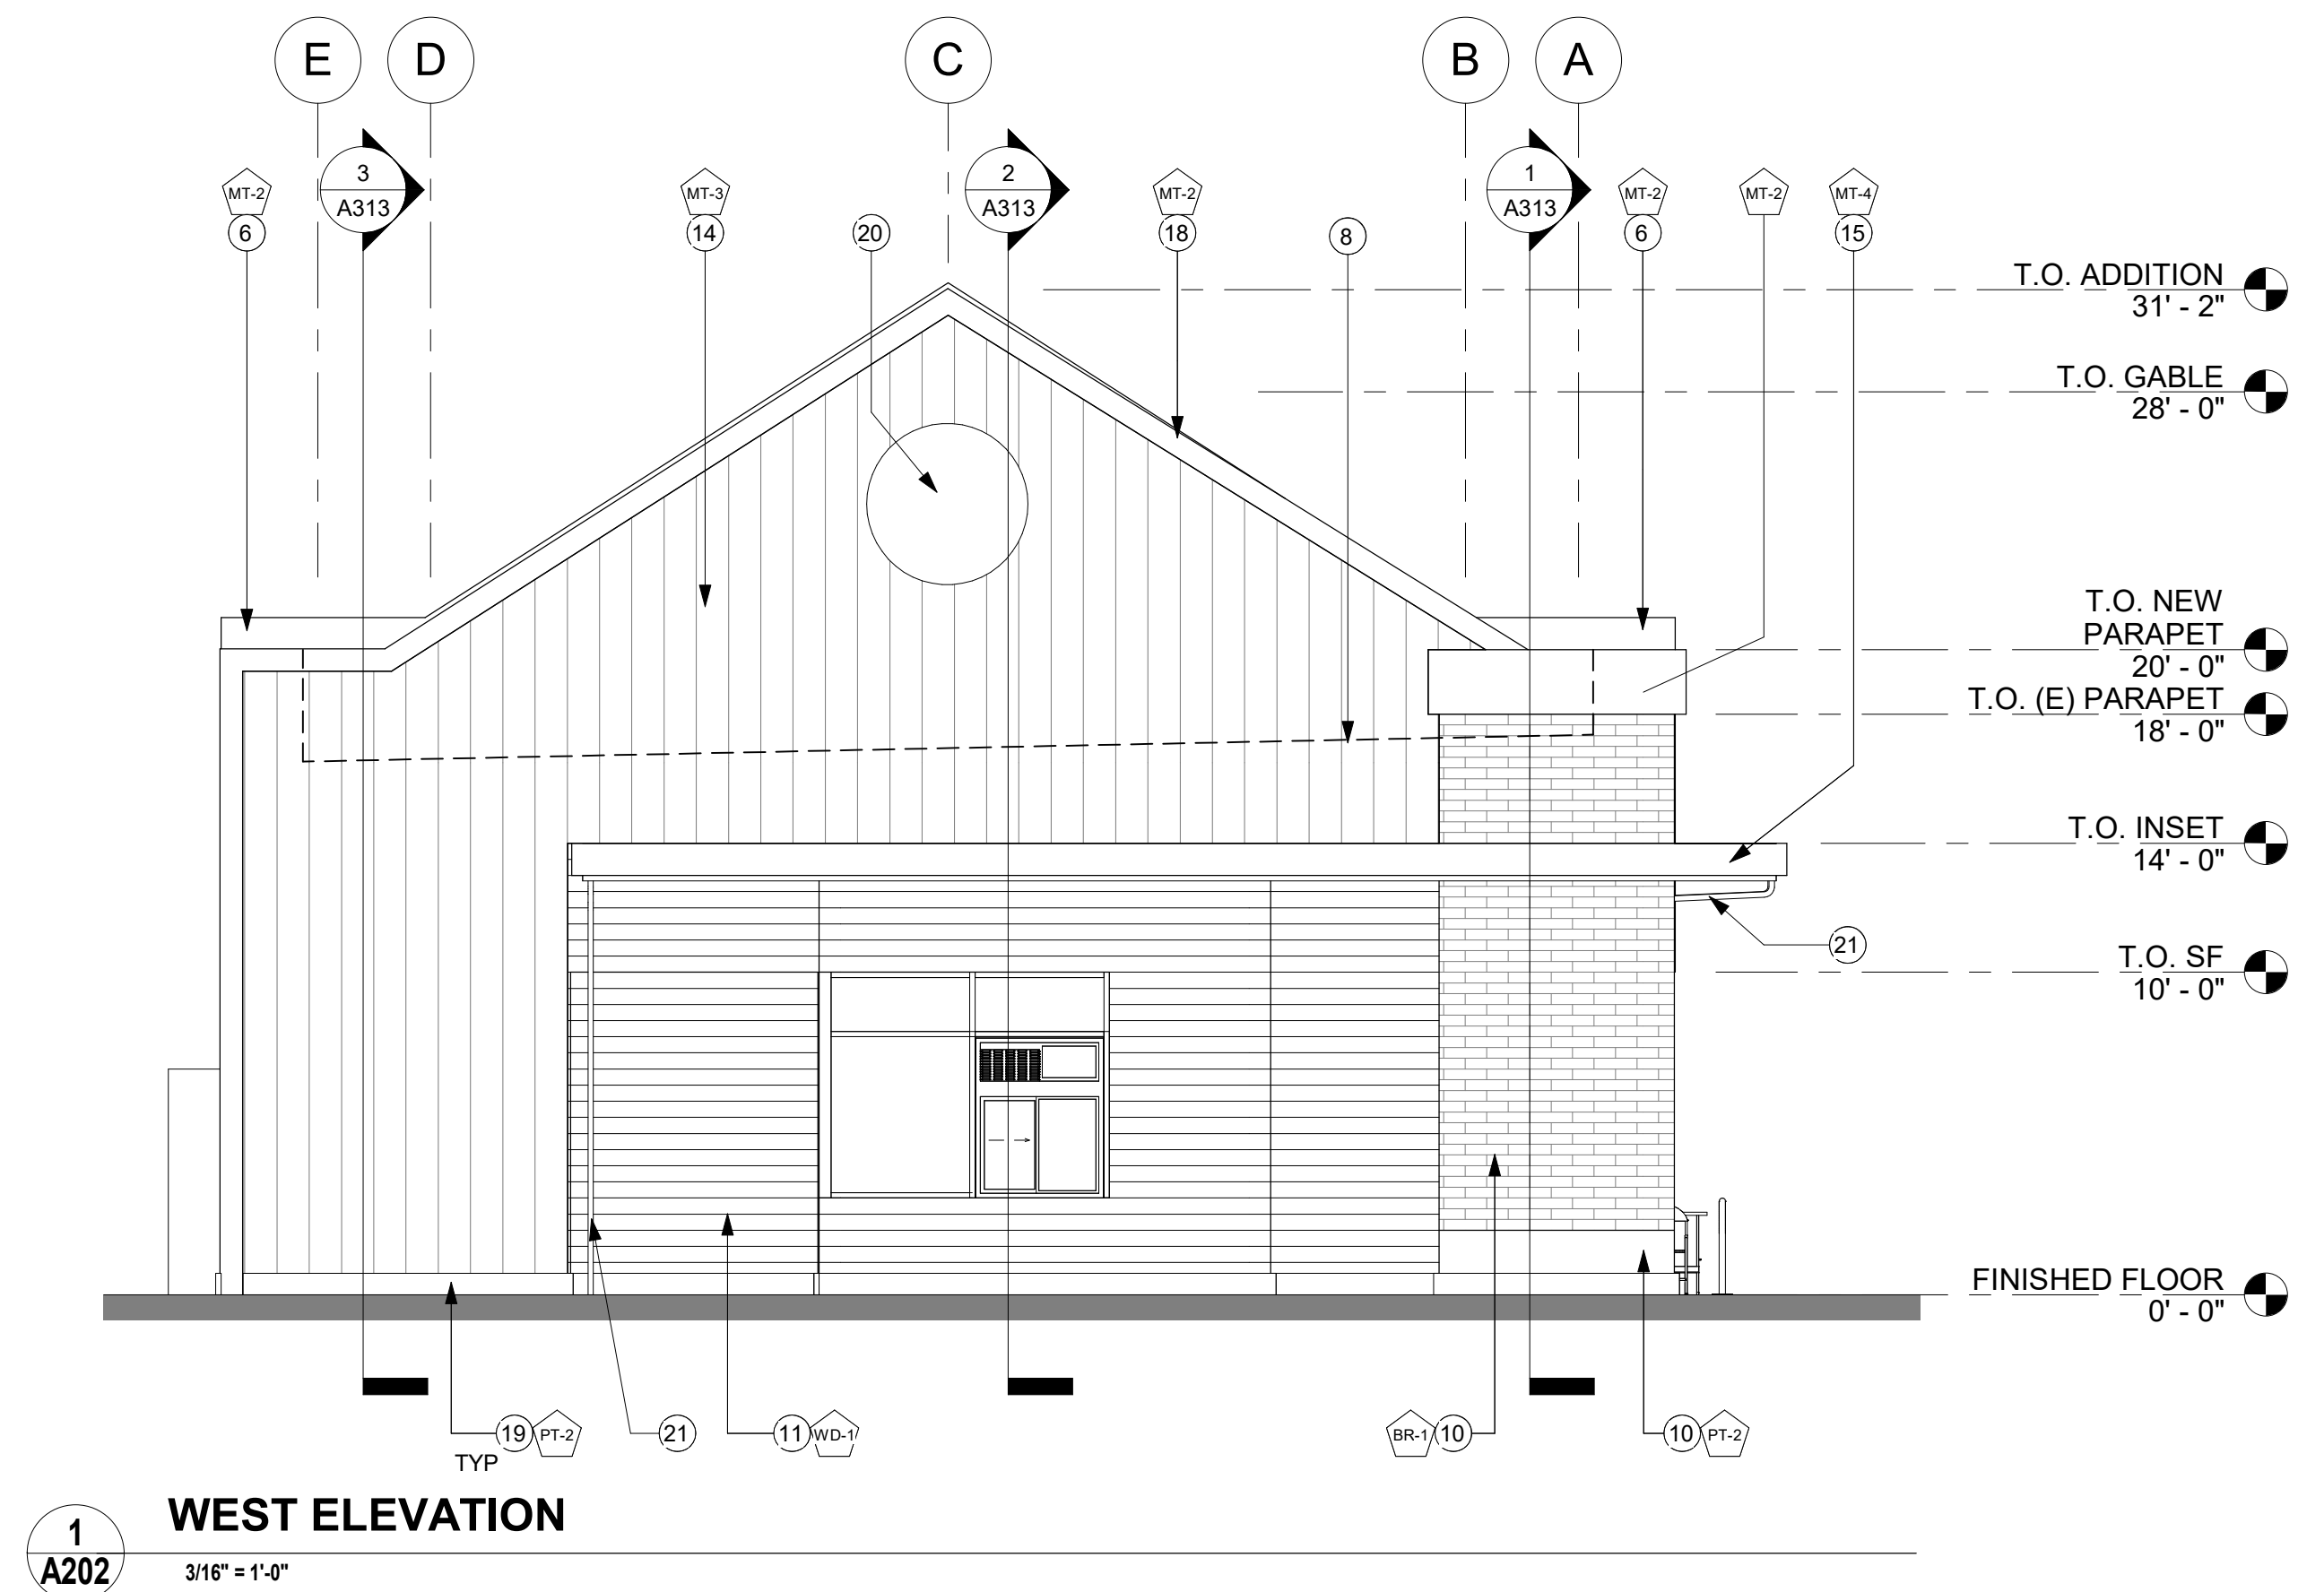 E D C B A
3
A313
2
A313
1
A313
MT-2 MT-3 MT-2 MT-2 MT-2 MT-4
6 14 20 18 8 6 15
T.O. ADDITION
31' - 2"
T.O. GABLE
28' - 0"
T.O. NEW
PARAPET
20' - 0"
T.O. (E) PARAPET
18' - 0"
T.O. INSET
14' - 0"
21
T.O. SF
10' - 0"
FINISHED FLOOR
0' - 0"
19 PT-2 21 11 WD-1 BR-1 10 10 PT-2
TYP
1
A202
WEST ELEVATION
3/16" = 1'-0"